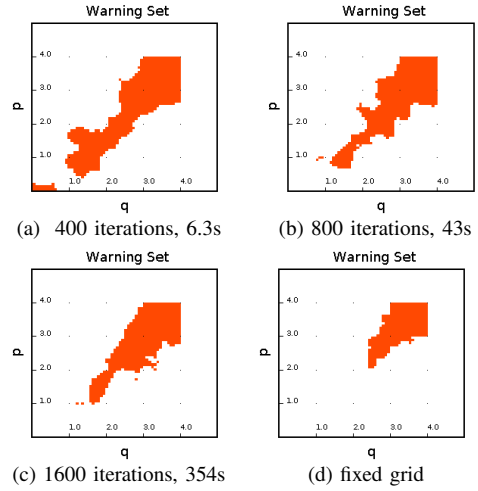 Warning Set
Warning Set
4.0
4.0
3.0
3.0
p
p
2.0
2.0
1.0
1.0
1.0 2.0 3.0 4.0
1.0 2.0 3.0 4.0
q
q
(a) 400 iterations, 6.3s
(b) 800 iterations, 43s
Warning Set
Warning Set
4.0
4.0
3.0
3.0
p
p
2.0
2.0
1.0
1.0
1.0 2.0 3.0 4.0
1.0 2.0 3.0 4.0
q
q
(c) 1600 iterations, 354s
(d) fixed grid